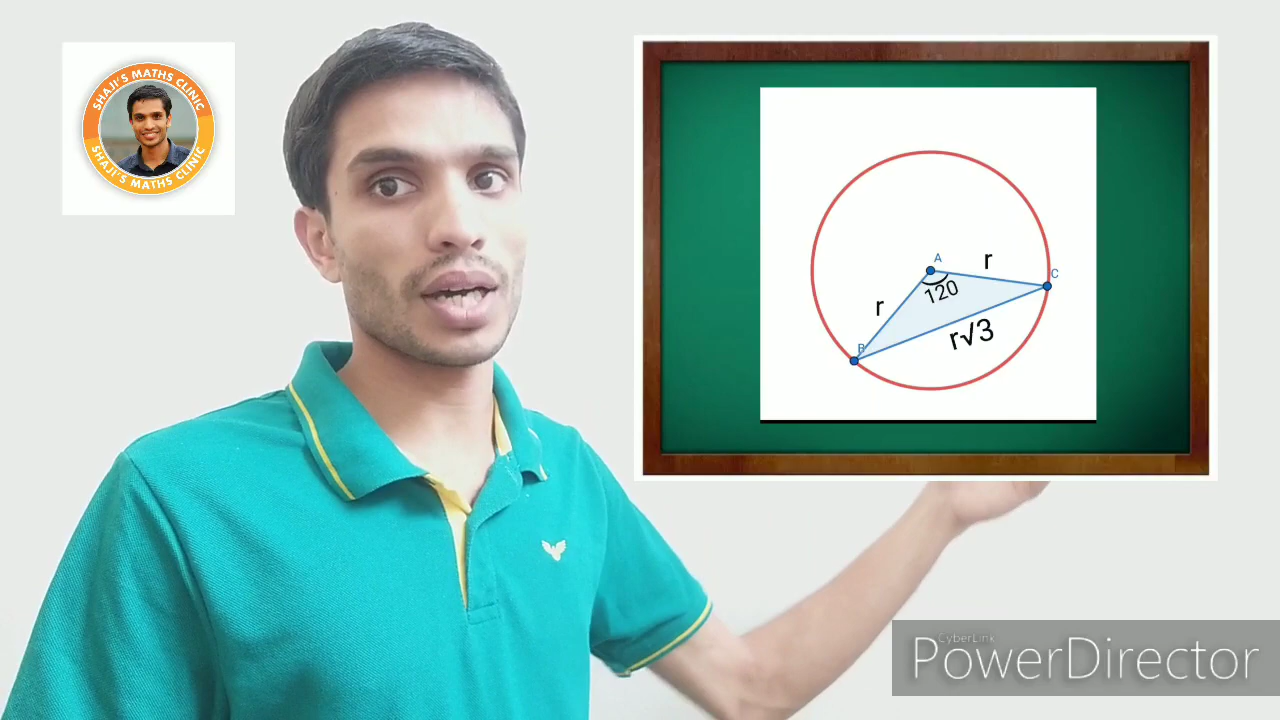 SHAJI'S MATHS CLINIC
SHAJI'S MATHS CLINIC
A
r
C
120
r
r√3
B
CyberLink
PowerDirector